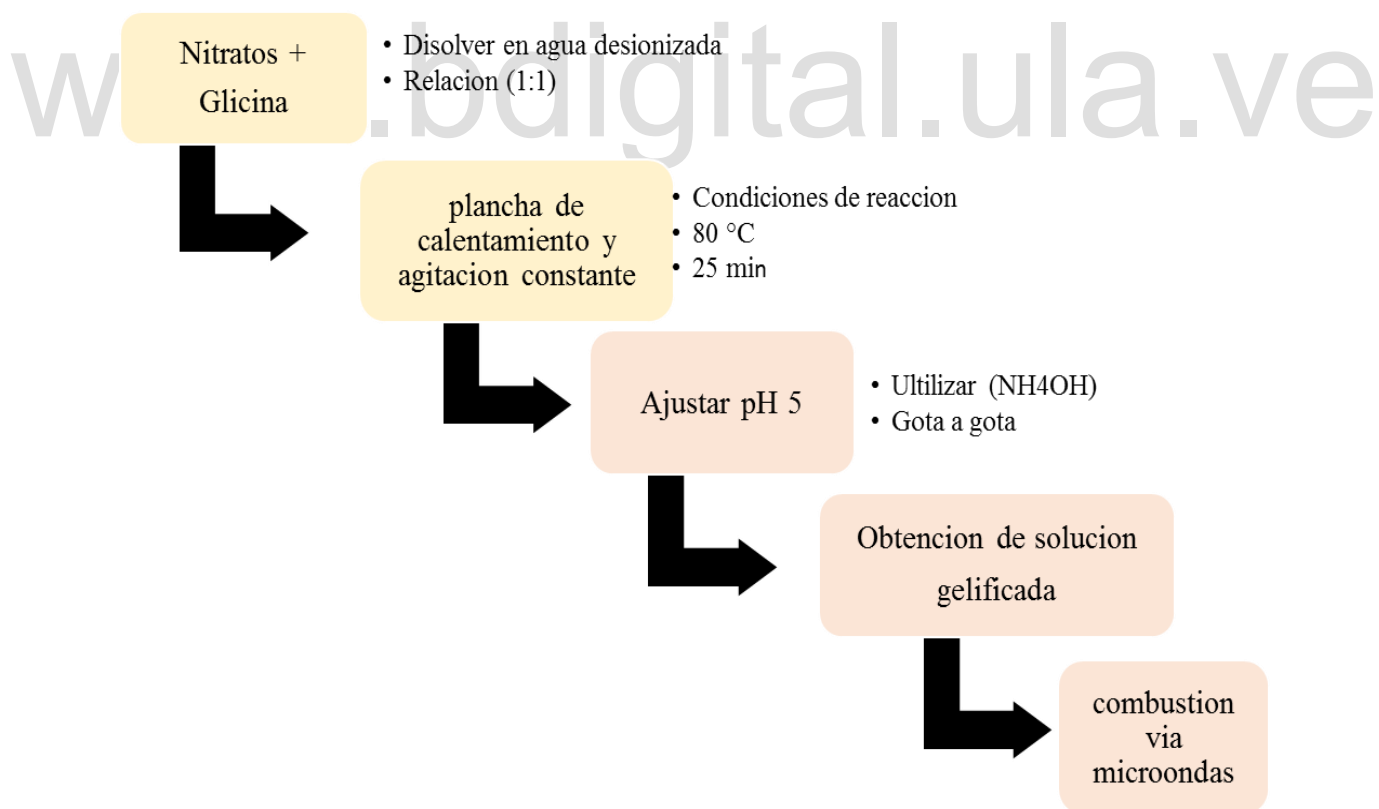 Nitratos +
Glicina
• Disolver en agua desionizada
• Relacion (1:1)
w .bdigital.ula.ve
plancha de
calentamiento y
agitacion constante
• Condiciones de reaccion
• 80 °C
• 25 min
Ajustar pH 5
• Ultilizar (NH4OH)
• Gota a gota
Obtencion de solucion
gelificada
combustion
via
microondas